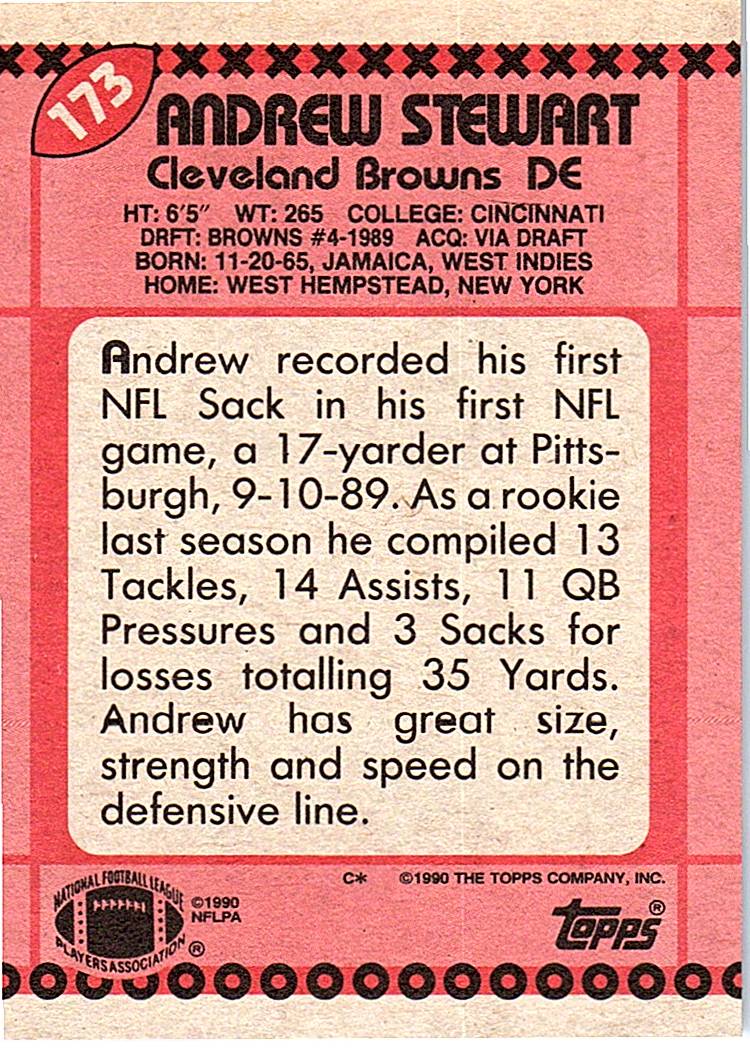 173
ANDREW STEWART
Cleveland Browns DE
HT: 6'5" WT: 265 COLLEGE: CINCINNATI
DRFT: BROWNS #4-1989 ACQ: VIA DRAFT
BORN: 11-20-65, JAMAICA, WEST INDIES
HOME: WEST HEMPSTEAD, NEW YORK
Andrew recorded his first
NFL Sack in his first NFL
game, a 17-yarder at Pitts-
burgh, 9-10-89. As a rookie
last season he compiled 13
Tackles, 14 Assists, 11 QB
Pressures and 3 Sacks for
losses totalling 35 Yards.
Andrew has great size,
strength and speed on the
defensive line.
C* ©1990 THE TOPPS COMPANY, INC.
NATIONAL FOOTBALL LEAGUE
PLAYERS ASSOCIATION ®
©1990
NFLPA
topps®